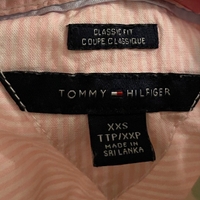 CLASSIC FIT
COUPE CLASSIQUE
TOMMY HILFIGER
XXS
TTP/XXP
MADE IN
SRI LANKA